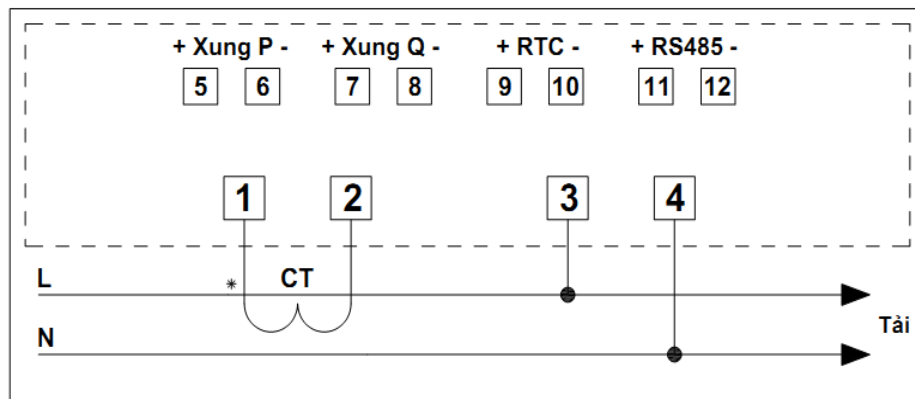 + Xung P - + Xung Q - + RTC - + RS485 -
5 6 7 8 9 10 11 12
1 2 3 4
L * CT
Tải
N